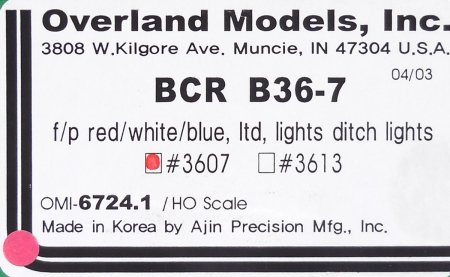 Overland Models, Inc.
3808 W.Kilgore Ave. Muncie, IN 47304 U.S.A.
04/03
BCR B36-7
f/p red/white/blue, ltd, lights ditch lights
#3607 #3613
OMI-6724.1 / HO Scale
Made in Korea by Ajin Precision Mfg., Inc.